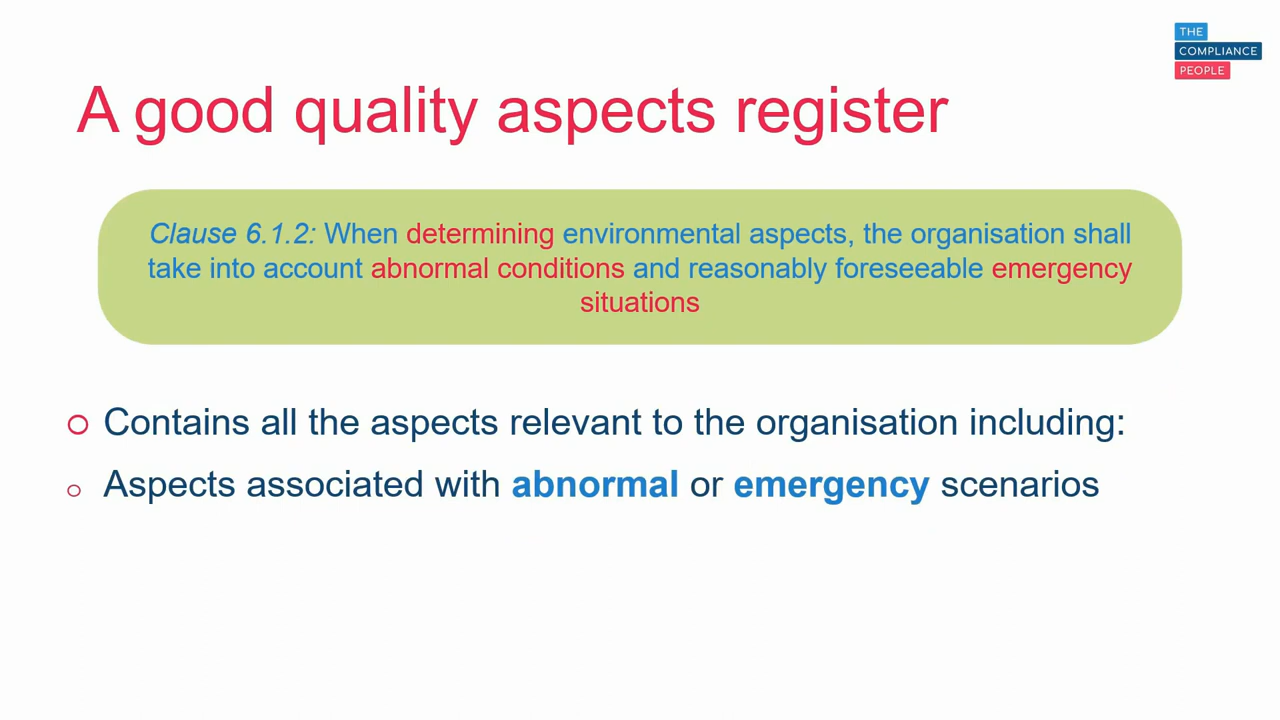 THE
COMPLIANCE
PEOPLE
A good quality aspects register
Clause 6.1.2: When determining environmental aspects, the organisation shall
take into account abnormal conditions and reasonably foreseeable emergency
situations
Contains all the aspects relevant to the organisation including:
Aspects associated with abnormal or emergency scenarios